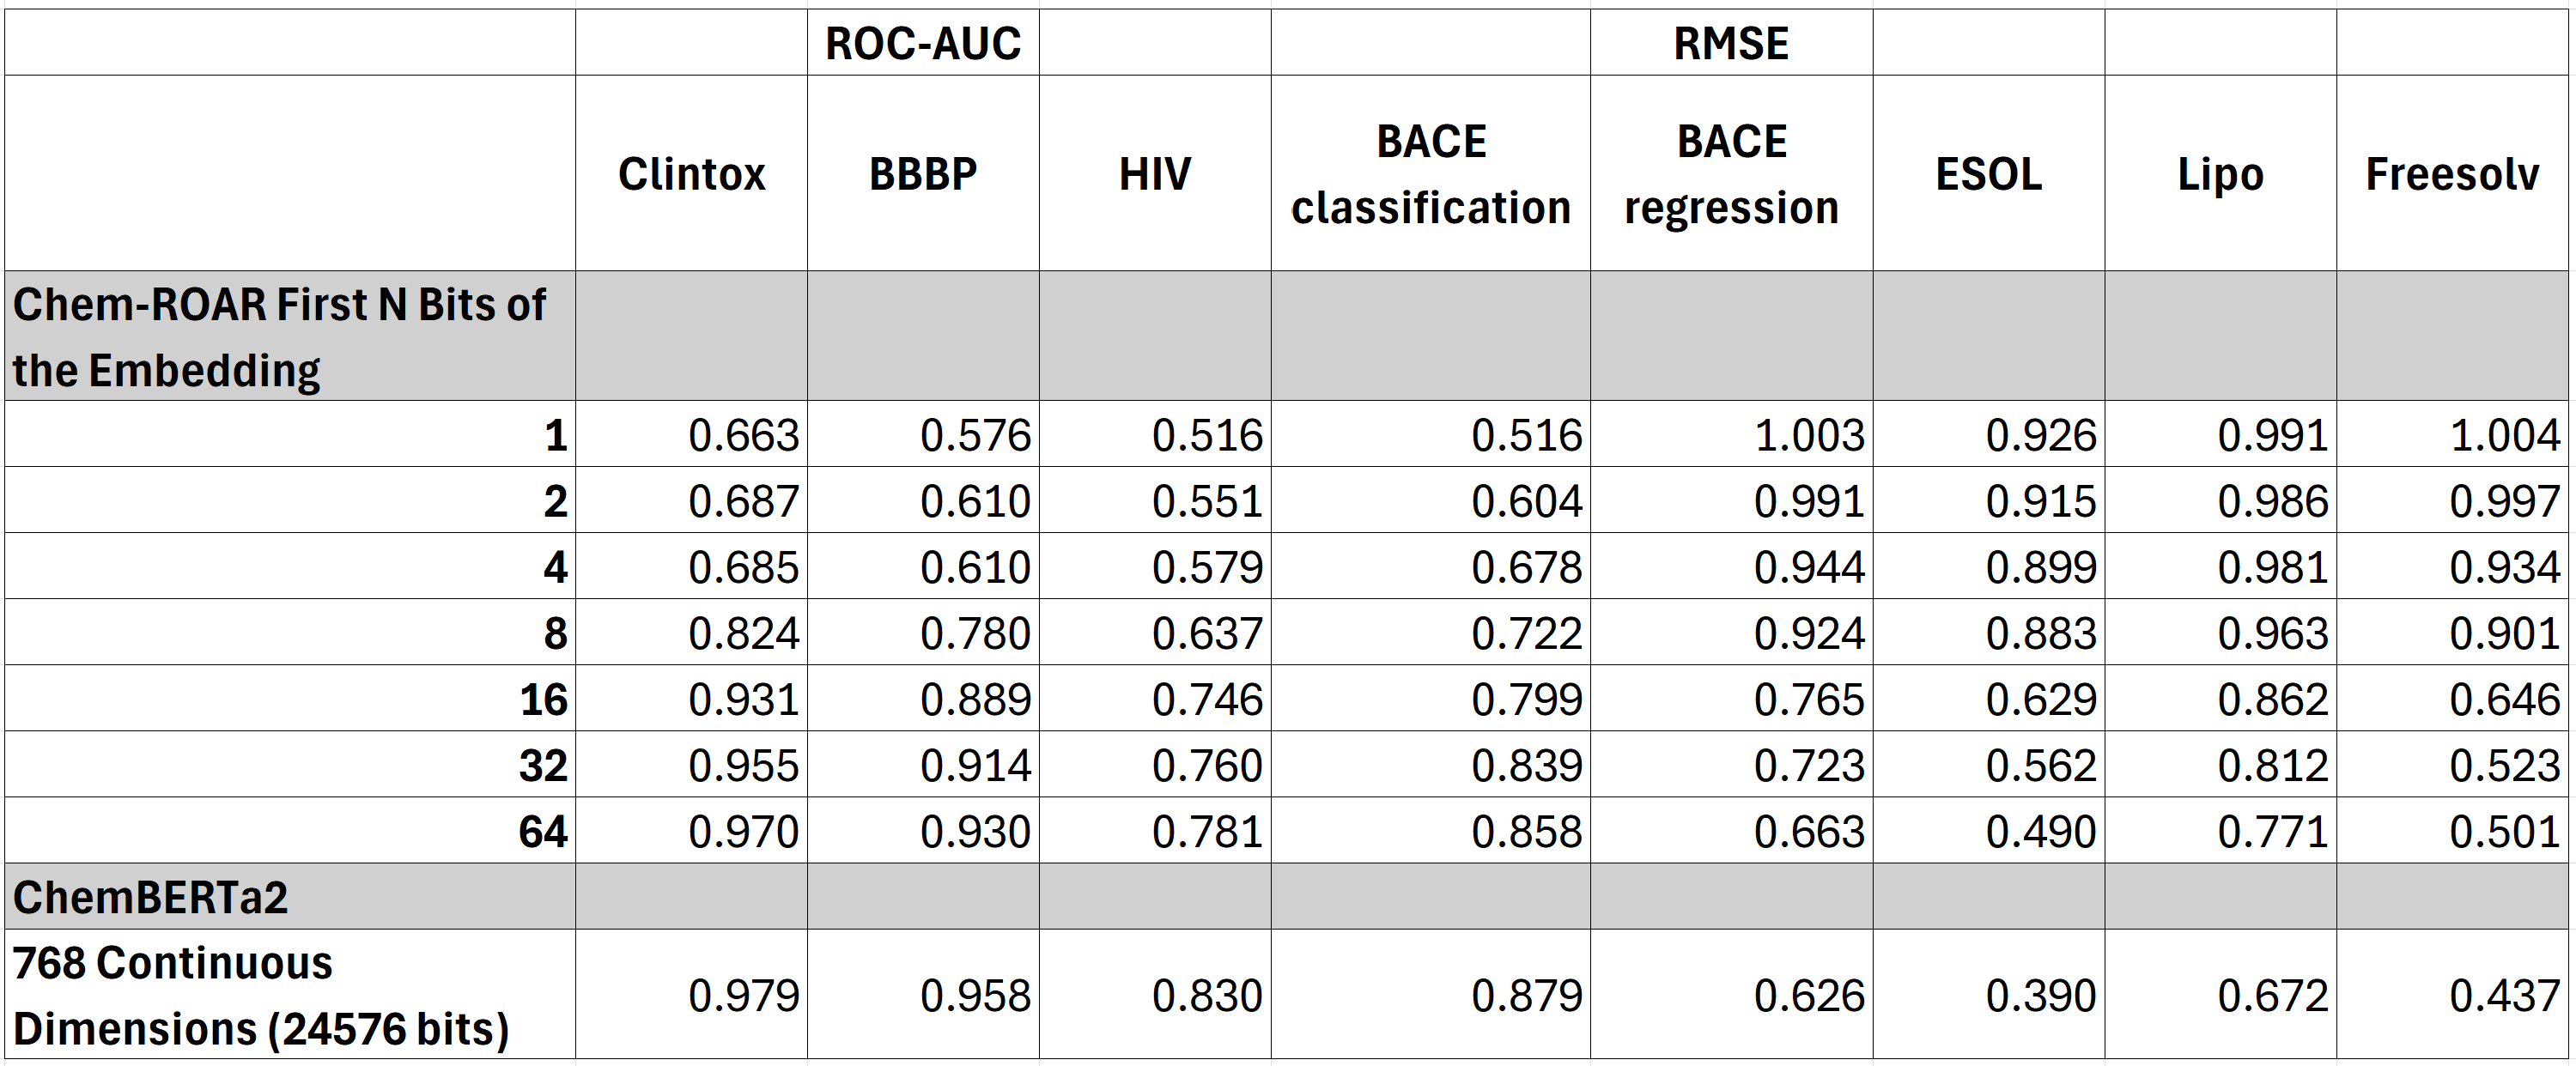 ROC-AUC RMSE
Clintox BBBP HIV BACE classification BACE regression ESOL Lipo Freesolv
Chem-ROAR First N Bits of
the Embedding
1 0.663 0.576 0.516 0.516 1.003 0.926 0.991 1.004
2 0.687 0.610 0.551 0.604 0.991 0.915 0.986 0.997
4 0.685 0.610 0.579 0.678 0.944 0.899 0.981 0.934
8 0.824 0.780 0.637 0.722 0.924 0.883 0.963 0.901
16 0.931 0.889 0.746 0.799 0.765 0.629 0.862 0.646
32 0.955 0.914 0.760 0.839 0.723 0.562 0.812 0.523
64 0.970 0.930 0.781 0.858 0.663 0.490 0.771 0.501
ChemBERTa2
768 Continuous
Dimensions (24576 bits) 0.979 0.958 0.830 0.879 0.626 0.390 0.672 0.437